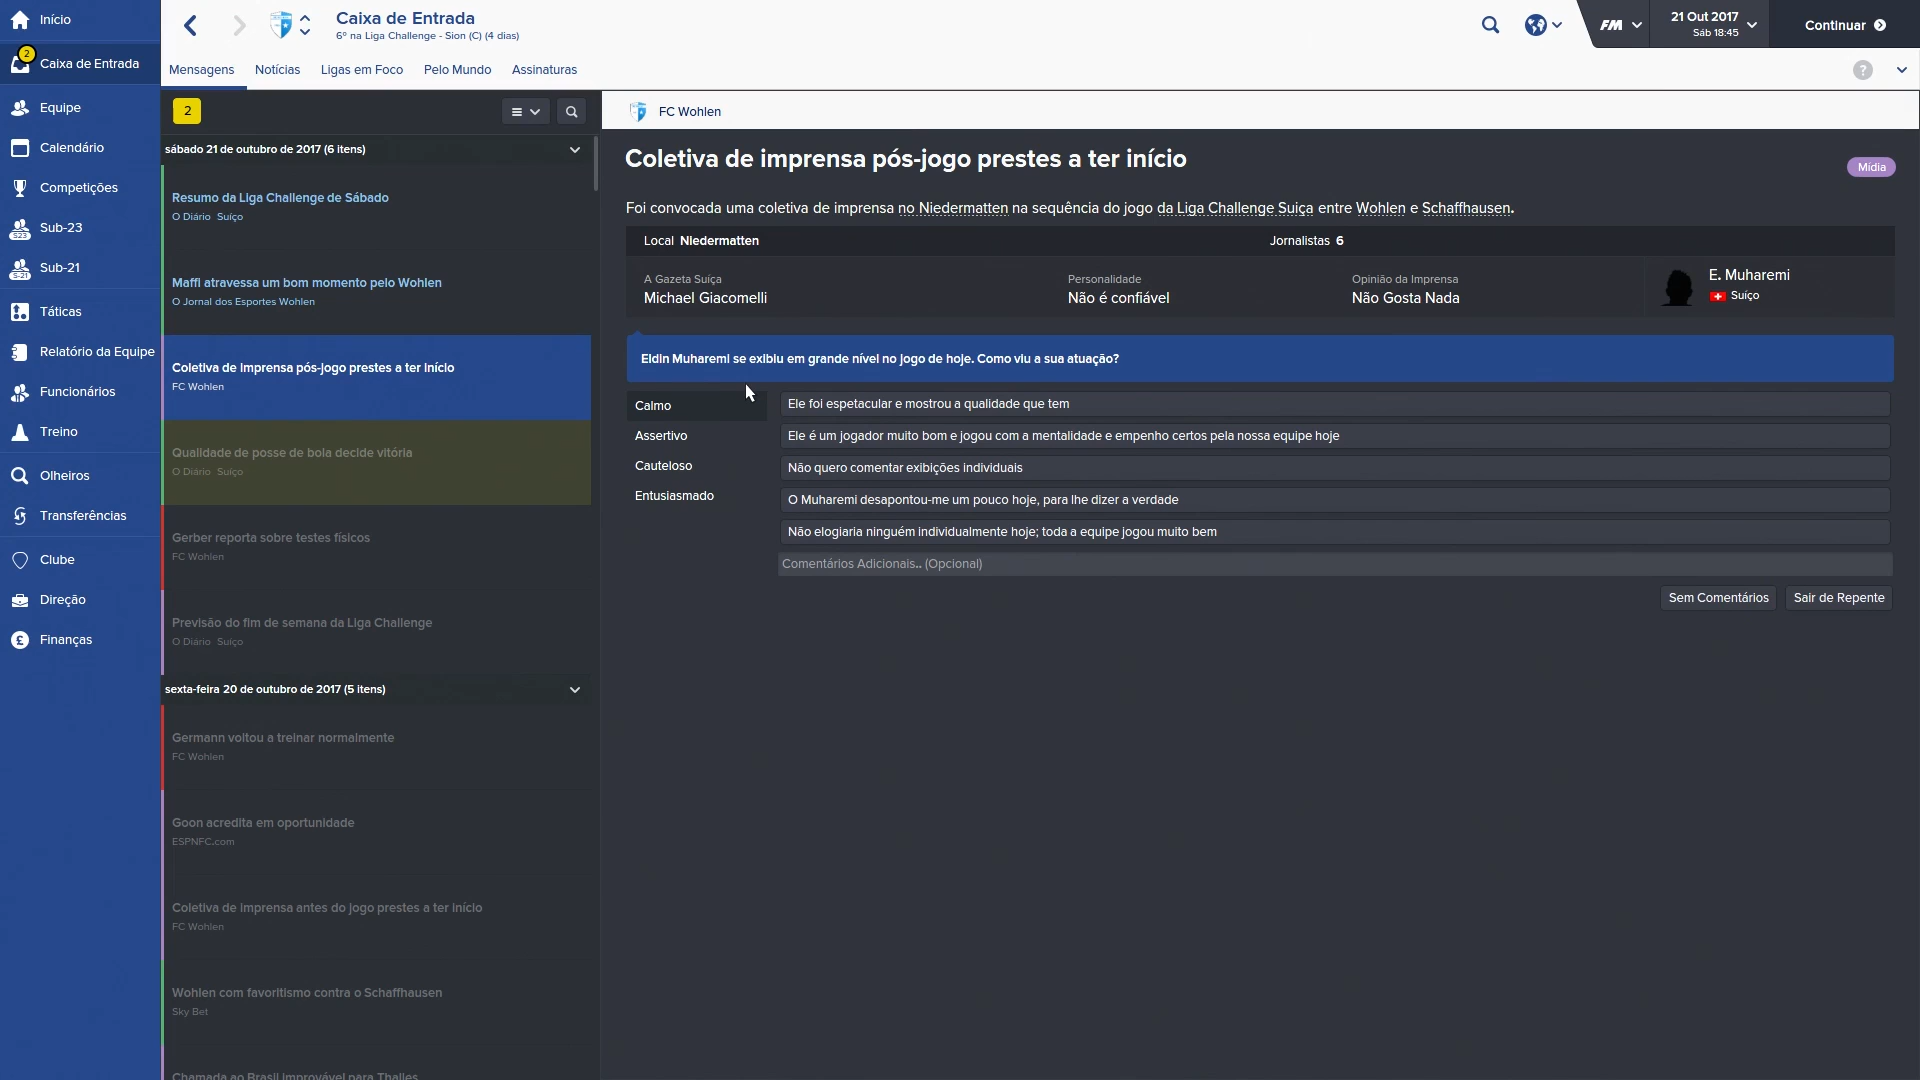 Início
2
Caixa de Entrada
Equipe
Calendário
Competições
Sub-23
Sub-21
Táticas
Relatório da Equipe
Funcionários
Treino
Olheiros
Transferências
Clube
Direção
Finanças
Caixa de Entrada
6º na Liga Challenge - Sion (C) (4 dias)
FM
21 Out 2017
Sáb 18:45
Continuar
Mensagens
Notícias
Ligas em Foco
Pelo Mundo
Assinaturas
?
2
sábado 21 de outubro de 2017 (6 itens)
Resumo da Liga Challenge de Sábado
O Diário Suíço
Maffi atravessa um bom momento pelo Wohlen
O Jornal dos Esportes Wohlen
Coletiva de imprensa pós-jogo prestes a ter início
FC Wohlen
Qualidade de posse de bola decide vitória
O Diário Suíço
Gerber reporta sobre testes físicos
FC Wohlen
Previsão do fim de semana da Liga Challenge
O Diário Suíço
sexta-feira 20 de outubro de 2017 (5 itens)
Germann voltou a treinar normalmente
FC Wohlen
Goon acredita em oportunidade
ESPNFC.com
Coletiva de imprensa antes do jogo prestes a ter início
FC Wohlen
Wohlen com favoritismo contra o Schaffhausen
Sky Bet
Chamada ao Brasil improvável para Thalles
FC Wohlen
Coletiva de imprensa pós-jogo prestes a ter início
Mídia
Foi convocada uma coletiva de imprensa no Niedermatten na sequência do jogo da Liga Challenge Suiça entre Wohlen e Schaffhausen.
Local Niedermatten
Jornalistas 6
A Gazeta Suíça
Michael Giacomelli
Personalidade
Não é confiável
Opinião da Imprensa
Não Gosta Nada
E. Muharemi
Suíço
Eldin Muharemi se exibiu em grande nível no jogo de hoje. Como viu a sua atuação?
Calmo
Assertivo
Cauteloso
Entusiasmado
Ele foi espetacular e mostrou a qualidade que tem
Ele é um jogador muito bom e jogou com a mentalidade e empenho certos pela nossa equipe hoje
Não quero comentar exibições individuais
O Muharemi desapontou-me um pouco hoje, para lhe dizer a verdade
Não elogiaria ninguém individualmente hoje; toda a equipe jogou muito bem
Comentários Adicionais.. (Opcional)
Sem Comentários
Sair de Repente